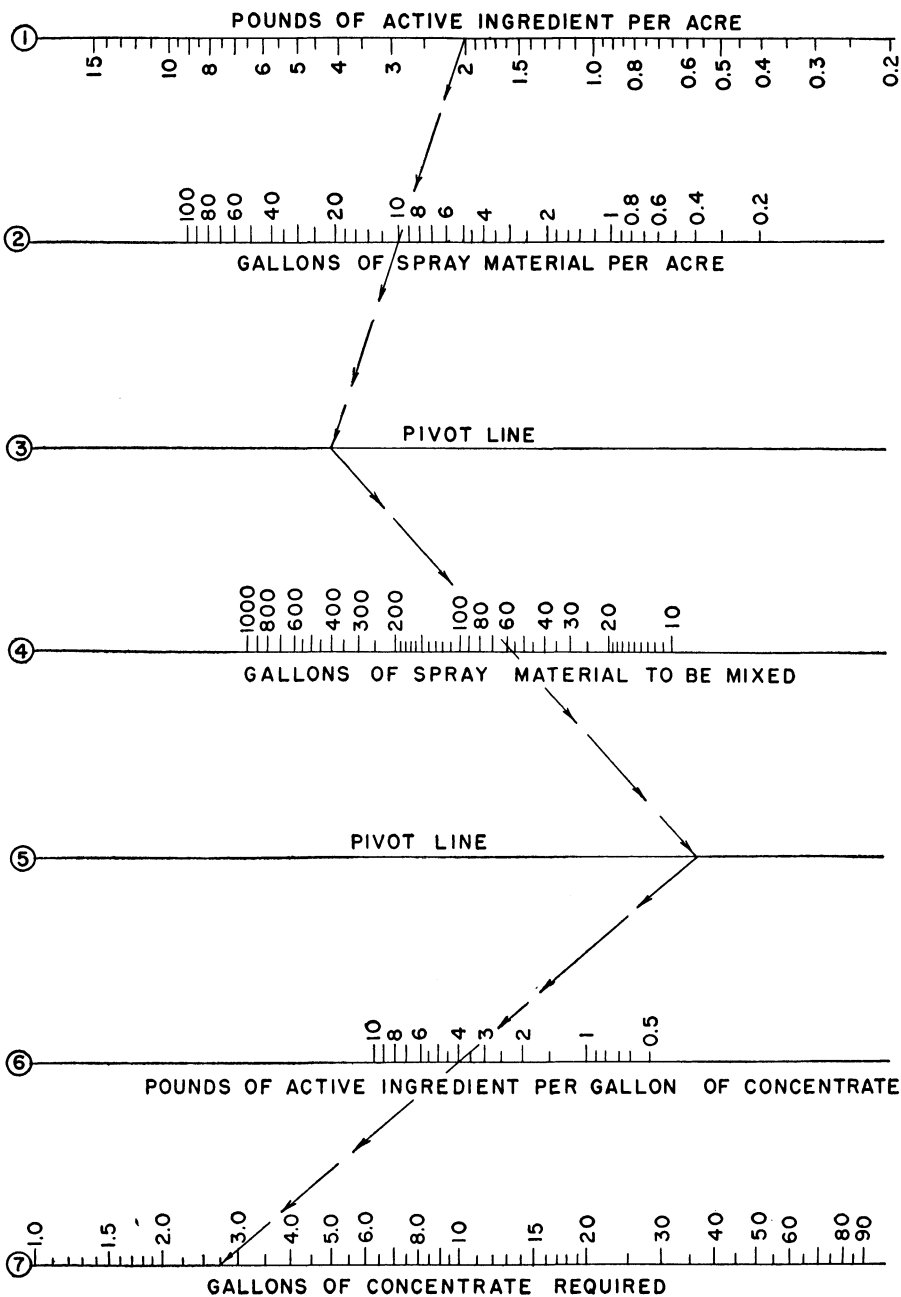 POUNDS OF ACTIVE INGREDIENT PER ACRE
1
15 10 8 6 5 4 3 2 1.5 1.0 0.8 0.6 0.5 0.4 0.3 0.2
100 80 60 40 20 10 8 6 4 2 1 0.8 0.6 0.4 0.2
2
GALLONS OF SPRAY MATERIAL PER ACRE
PIVOT LINE
3
1000 800 600 400 300 200 100 80 60 40 30 20 10
4
GALLONS OF SPRAY MATERIAL TO BE MIXED
PIVOT LINE
5
10 8 6 4 3 2 1 0.5
6
POUNDS OF ACTIVE INGREDIENT PER GALLON OF CONCENTRATE
1.0 1.5 2.0 3.0 4.0 5.0 6.0 8.0 10 15 20 30 40 50 60 80 90
7
GALLONS OF CONCENTRATE REQUIRED